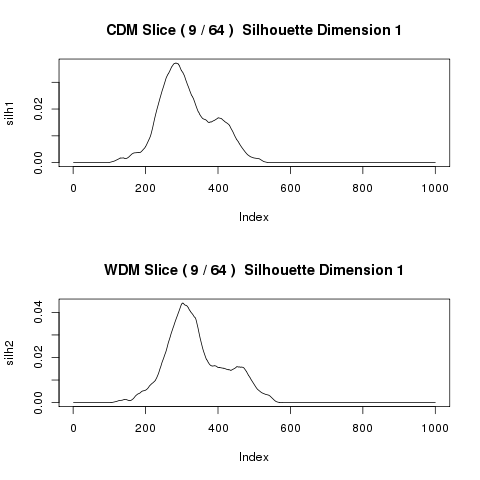 CDM Slice ( 9 / 64 )  Silhouette Dimension 1
silh1
0.02
0.00
0 200 400 600 800 1000
Index
WDM Slice ( 9 / 64 )  Silhouette Dimension 1
silh2
0.04
0.02
0.00
0 200 400 600 800 1000
Index